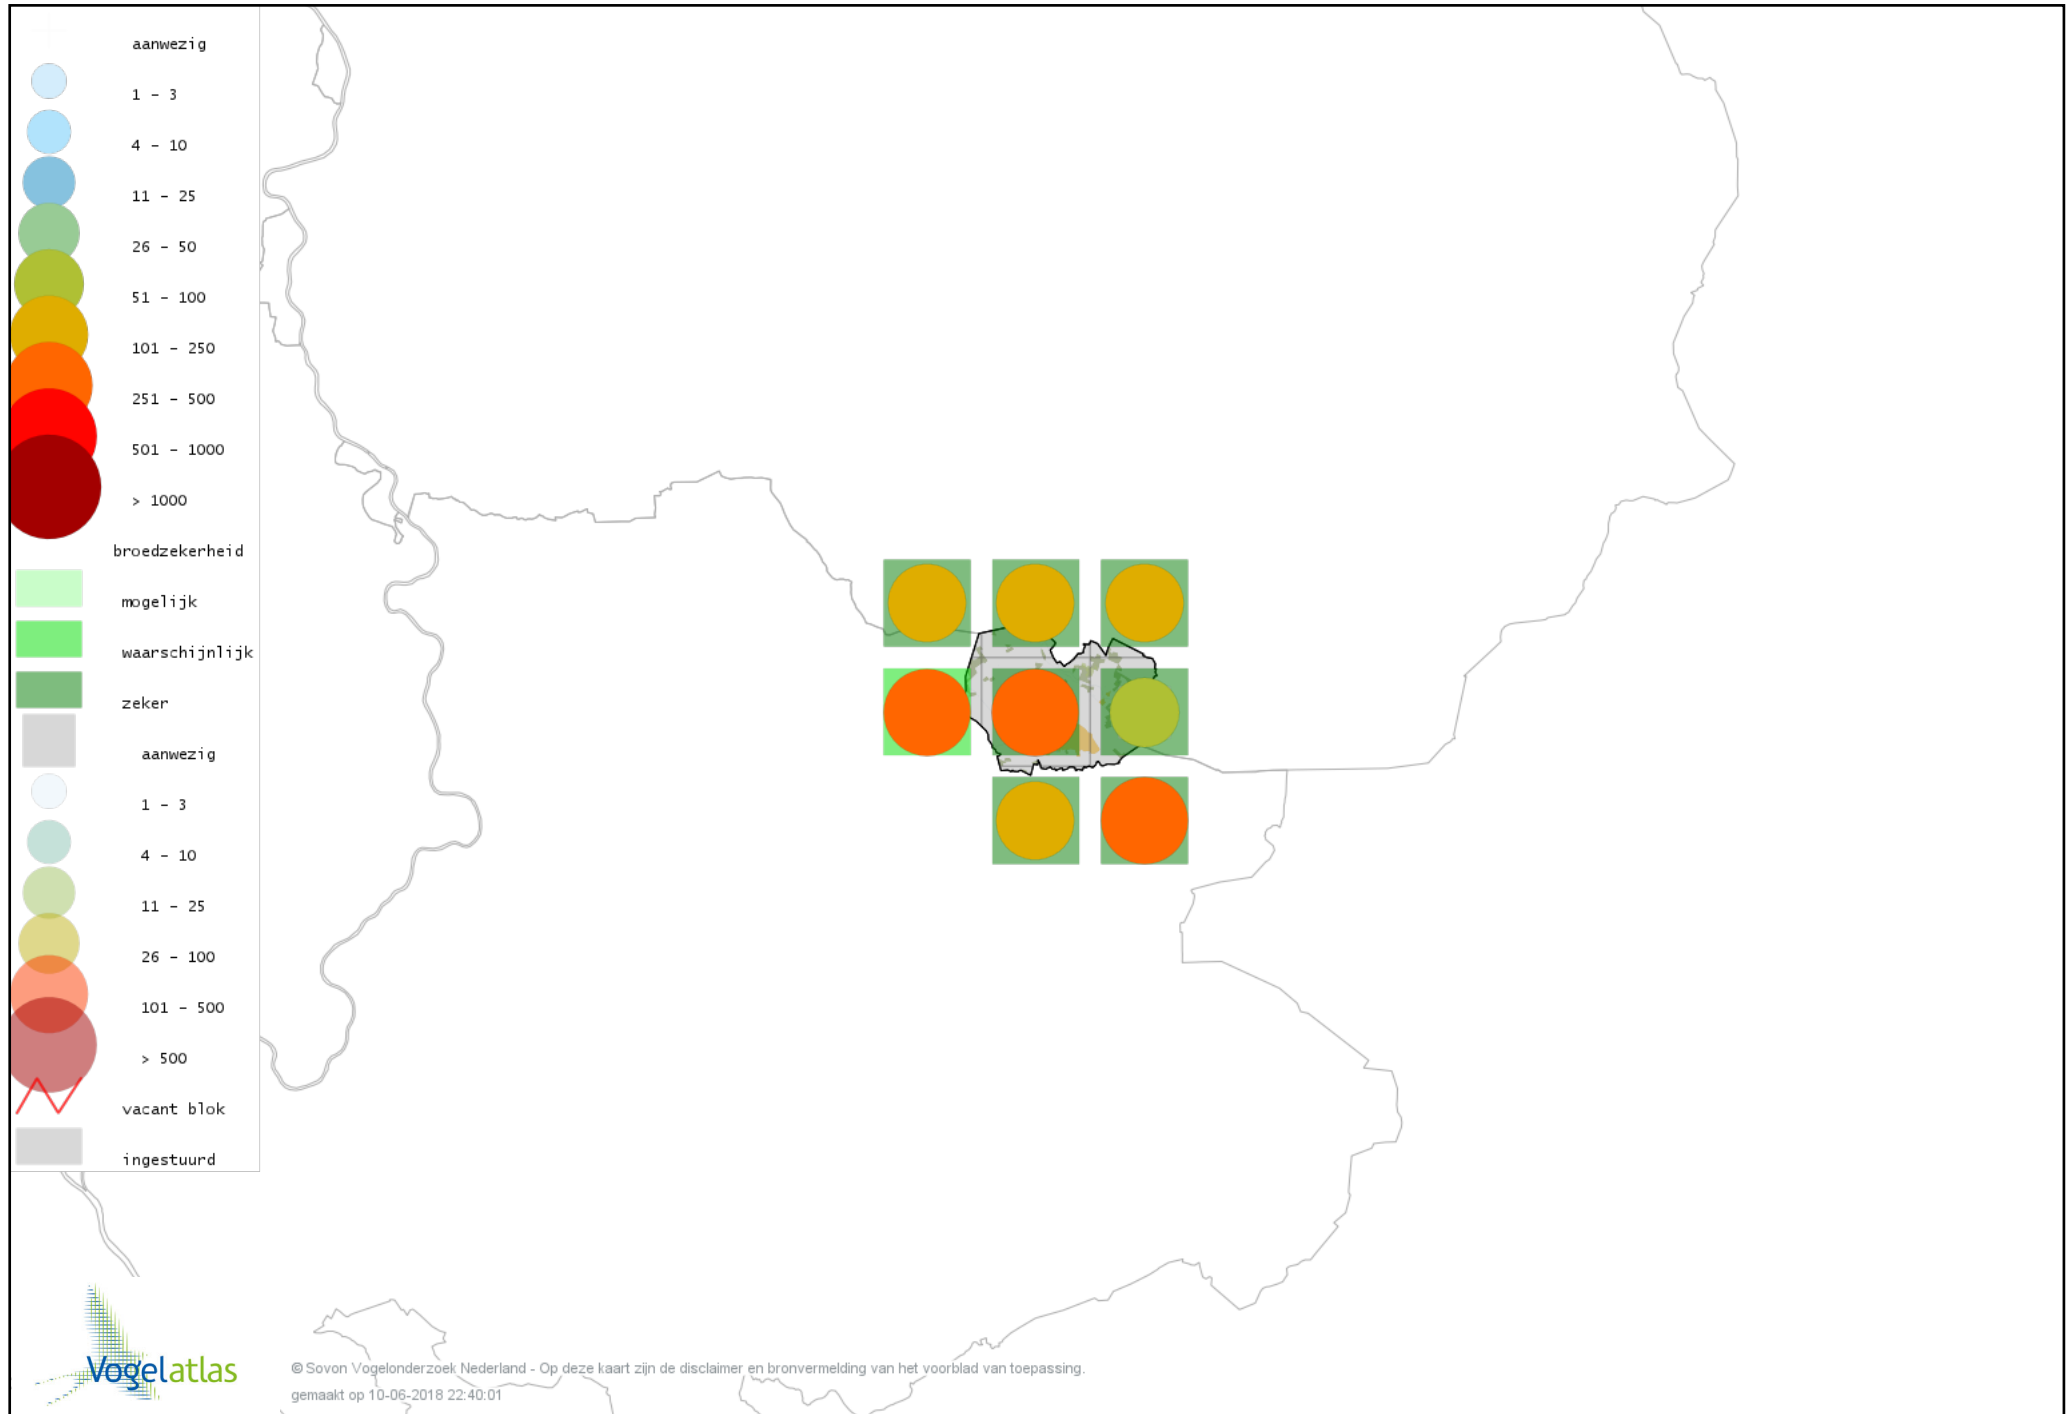 aanwezig
1 - 3
4 - 10
11 - 25
26 - 50
51 - 100
101 - 250
251 - 500
501 - 1000
> 1000
broedzekerheid
mogelijk
waarschijnlijk
zeker
aanwezig
1 - 3
4 - 10
11 - 25
26 - 100
101 - 500
> 500
vacant blok
ingestuurd
Vogelatlas
© Sovon Vogelonderzoek Nederland - Op deze kaart zijn de disclaimer en bronvermelding van het voorblad van toepassing.
gemaakt op 10-06-2018 22:40:01